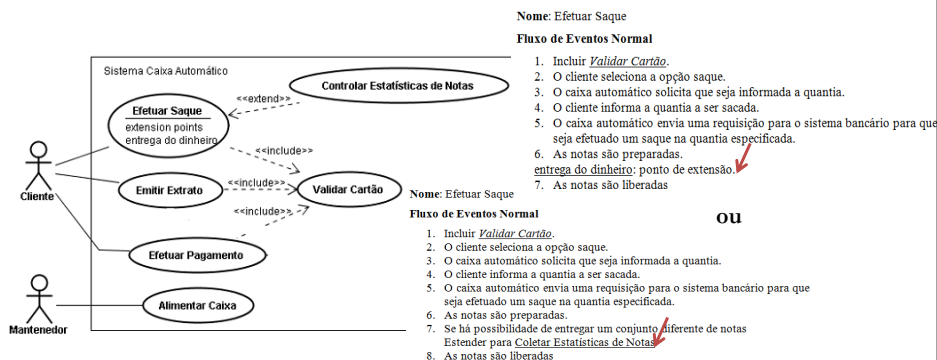 Sistema Caixa Automático
Controlar Estatísticas de Notas
<<extend>>
Efetuar Saque
extension points
entrega do dinheiro
<<include>>
Cliente
Emitir Extrato
<<include>>
Validar Cartão
<<include>>
Efetuar Pagamento
Alimentar Caixa
Mantenedor
Nome: Efetuar Saque
Fluxo de Eventos Normal
1. Incluir Validar Cartão.
2. O cliente seleciona a opção saque.
3. O caixa automático solicita que seja informada a quantia.
4. O cliente informa a quantia a ser sacada.
5. O caixa automático envia uma requisição para o sistema bancário para que
seja efetuado um saque na quantia especificada.
6. As notas são preparadas.
entrega do dinheiro: ponto de extensão.
7. As notas são liberadas
ou
Nome: Efetuar Saque
Fluxo de Eventos Normal
1. Incluir Validar Cartão.
2. O cliente seleciona a opção saque.
3. O caixa automático solicita que seja informada a quantia.
4. O cliente informa a quantia a ser sacada.
5. O caixa automático envia uma requisição para o sistema bancário para que
seja efetuado um saque na quantia especificada.
6. As notas são preparadas.
7. Se há possibilidade de entregar um conjunto diferente de notas
Estender para Coletar Estatísticas de Notas
8. As notas são liberadas